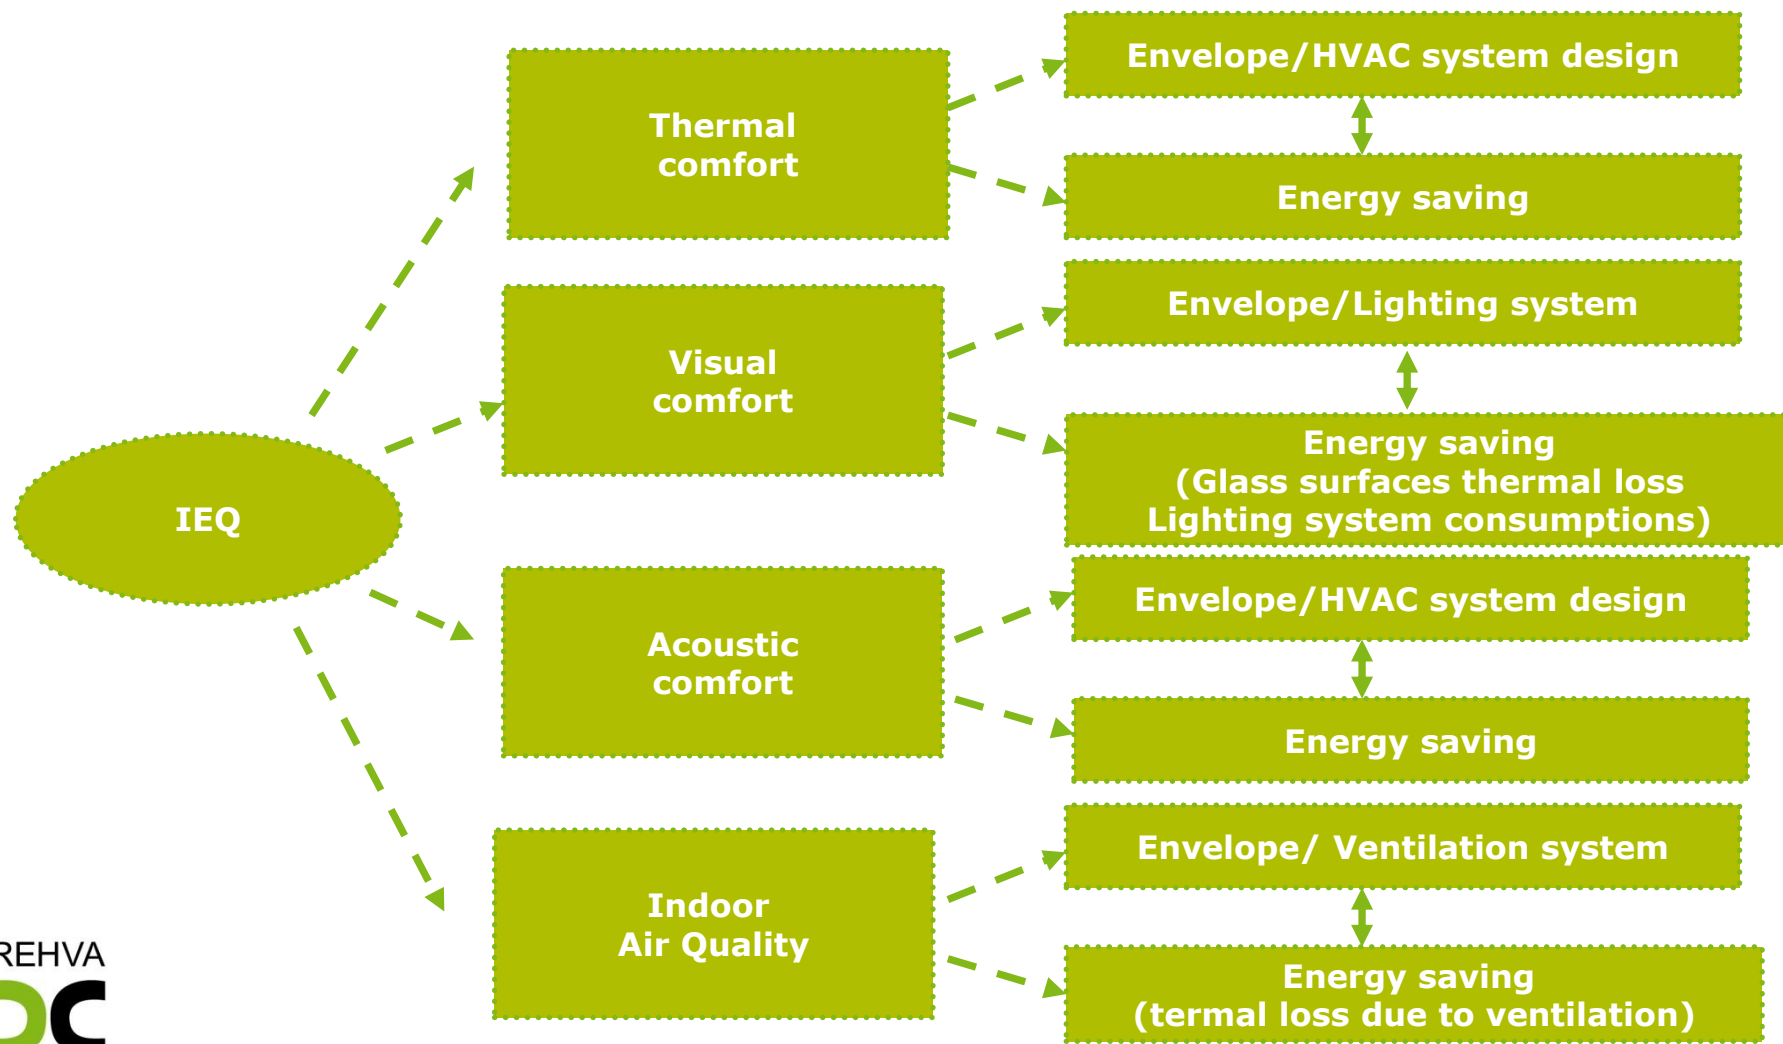 Envelope/HVAC system design
Thermal
comfort
Energy saving
Envelope/Lighting system
Visual
comfort
Energy saving
(Glass surfaces thermal loss
Lighting system consumptions)
IEQ
Envelope/HVAC system design
Acoustic
comfort
Energy saving
Envelope/ Ventilation system
Indoor
Air Quality
Energy saving
(termal loss due to ventilation)
REHVA